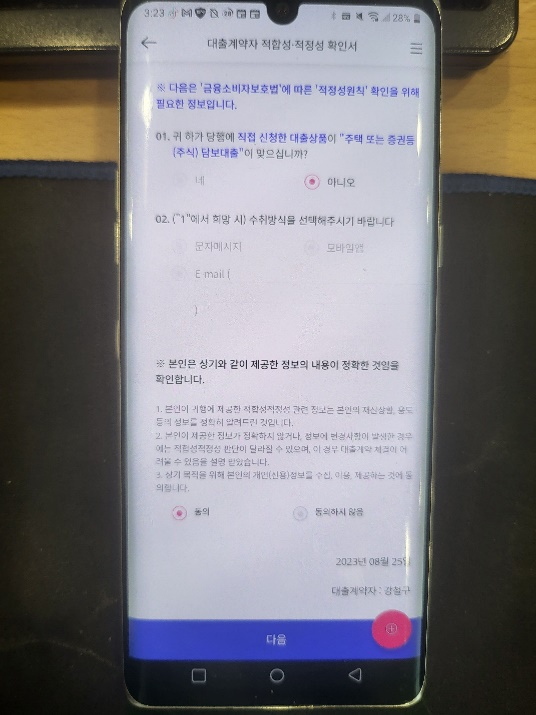 3:23
28%
대출계약자 적합성·적정성 확인서
※ 다음은 '금융소비자보호법'에 따른 '적정성원칙' 확인을 위해
필요한 정보입니다.
01. 귀 하가 당행에 직접 신청한 대출상품이 "주택 또는 증권등
(주식) 담보대출"이 맞으십니까?
네
아니오
02. ("1"에서 희망 시) 수취방식을 선택해주시기 바랍니다
문자메시지
모바일앱
E-mail (
)
※ 본인은 상기와 같이 제공한 정보의 내용이 정확한 것임을
확인합니다.
1. 본인이 귀행에 제공한 적합성적정성 관련 정보는 본인의 재산상황, 용도
등의 정보를 정확히 알려드린 것입니다.
2. 본인이 제공한 정보가 정확하지 않거나, 정보에 변경사항이 발생한 경우
에는 적합성적정성 판단이 달라질 수 있으며, 이 경우 대출계약 체결이 어
려울 수 있음을 설명 받았습니다.
3. 상기 목적을 위해 본인의 개인(신용)정보를 수집, 이용, 제공하는 것에 동
의합니다.
동의
동의하지 않음
2023년 08월 25일
대출계약자 : 강철구
다음